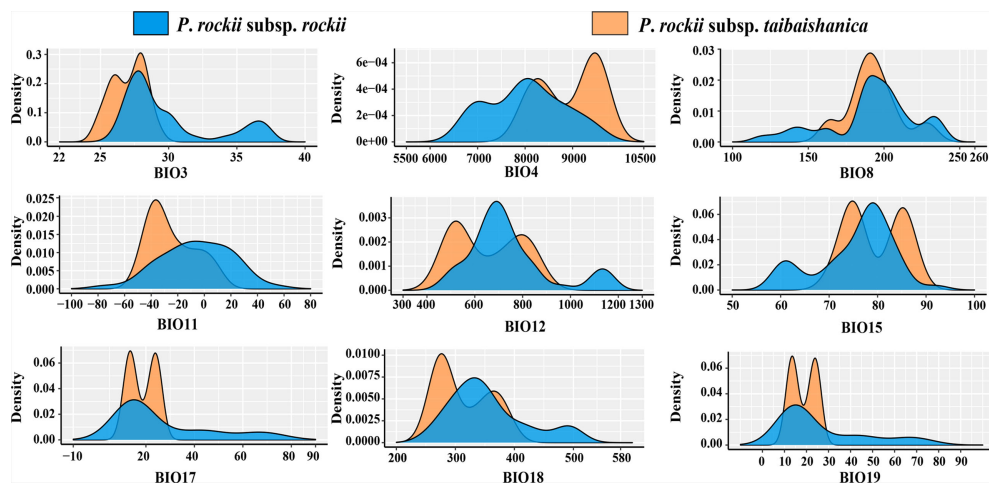 P. rockii subsp. rockii P. rockii subsp. taibaishanica
Density 0.3 0.2 0.1 0.0
22 25 30 35 40
BIO3
Density 6e−04 4e−04 2e−04 0e+00
5500 6000 7000 8000 9000 10500
BIO4
Density 0.03 0.02 0.01 0.00
100 150 200 250 260
BIO8
Density 0.025 0.020 0.015 0.010 0.005 0.000
−100 −80 −60 −40 −20 0 20 40 60 80
BIO11
Density 0.003 0.002 0.001 0.000
300 400 600 800 1000 1200 1300
BIO12
Density 0.06 0.04 0.02 0.00
50 60 70 80 90 100
BIO15
Density 0.06 0.04 0.02 0.00
−10 20 40 60 80 90
BIO17
Density 0.0100 0.0075 0.0050 0.0025 0.0000
200 300 400 500 580
BIO18
Density 0.06 0.04 0.02 0.00
0 10 20 30 40 50 60 70 80 90
BIO19